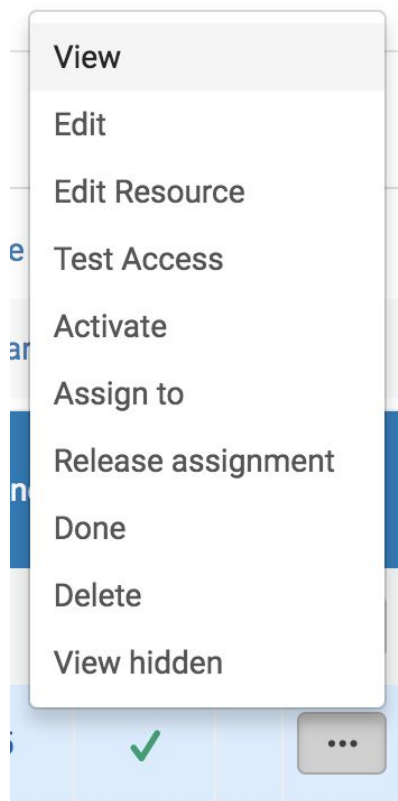 View
Edit
Edit Resource
Test Access
Activate
Assign to
Release assignment
Done
Delete
View hidden